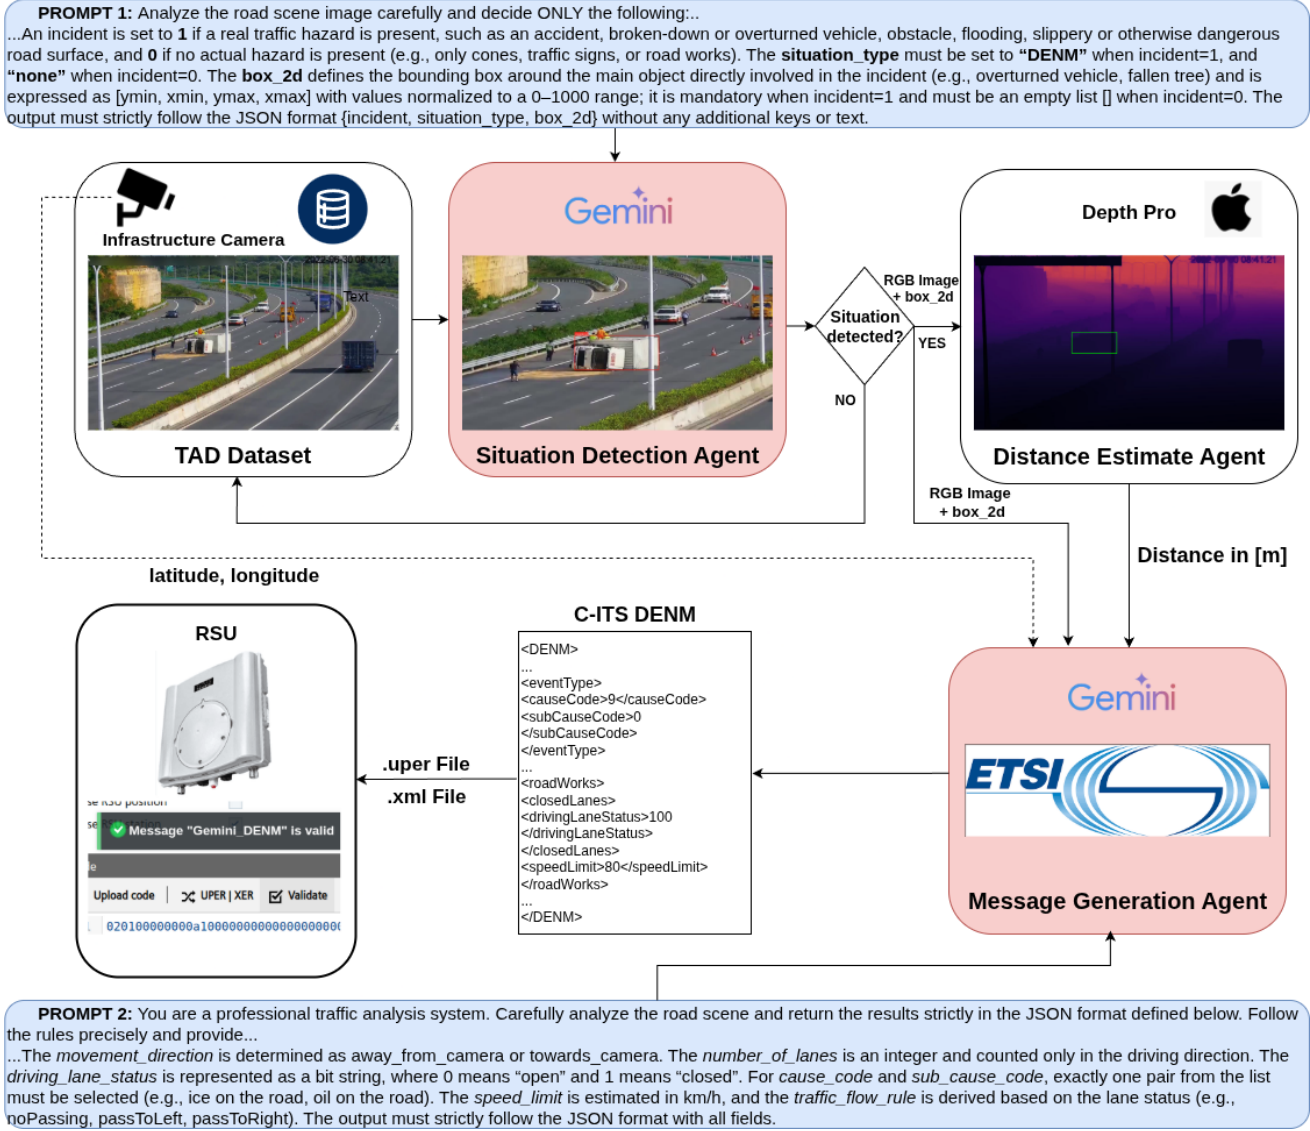 PROMPT 1: Analyze the road scene image carefully and decide ONLY the following:..
...An incident is set to 1 if a real traffic hazard is present, such as an accident, broken-down or overturned vehicle, obstacle, flooding, slippery or otherwise dangerous
road surface, and 0 if no actual hazard is present (e.g., only cones, traffic signs, or road works). The situation_type must be set to “DENM” when incident=1, and
“none” when incident=0. The box_2d defines the bounding box around the main object directly involved in the incident (e.g., overturned vehicle, fallen tree) and is
expressed as [ymin, xmin, ymax, xmax] with values normalized to a 0–1000 range; it is mandatory when incident=1 and must be an empty list [] when incident=0. The
output must strictly follow the JSON format {incident, situation_type, box_2d} without any additional keys or text.
Infrastructure Camera
Text
TAD Dataset
Gemini
Situation Detection Agent
Situation
detected?
RGB Image
+ box_2d
YES
NO
Depth Pro
08:41:21
Distance Estimate Agent
RGB Image
+ box_2d
Distance in [m]
latitude, longitude
RSU
se RSU position
Message "Gemini_DENM" is valid
Upload code
UPER | XER
Validate
020100000000a1000000000000000000
.uper File
.xml File
C-ITS DENM
<DENM>
...
<eventType>
<causeCode>9</causeCode>
<subCauseCode>0
</subCauseCode>
</eventType>
...
<roadWorks>
<closedLanes>
<drivingLaneStatus>100
</drivingLaneStatus>
</closedLanes>
<speedLimit>80</speedLimit>
</roadWorks>
...
</DENM>
Gemini
ETSI
Message Generation Agent
PROMPT 2: You are a professional traffic analysis system. Carefully analyze the road scene and return the results strictly in the JSON format defined below. Follow
the rules precisely and provide...
...The movement_direction is determined as away_from_camera or towards_camera. The number_of_lanes is an integer and counted only in the driving direction. The
driving_lane_status is represented as a bit string, where 0 means “open” and 1 means “closed”. For cause_code and sub_cause_code, exactly one pair from the list
must be selected (e.g., ice on the road, oil on the road). The speed_limit is estimated in km/h, and the traffic_flow_rule is derived based on the lane status (e.g.,
noPassing, passToLeft, passToRight). The output must strictly follow the JSON format with all fields.